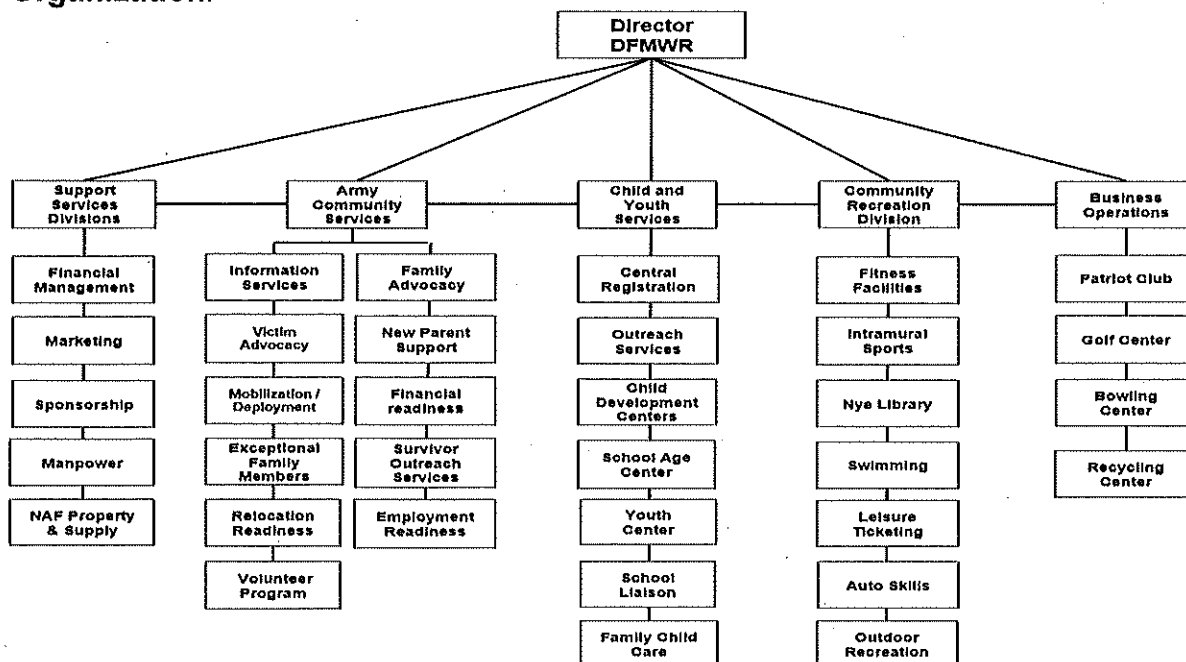 Organization.
Director
DFMWR
Support
Services
Divisions
Army
Community
Services
Child and
Youth
Services
Community
Recreation
Division
Business
Operations
Financial
Management
Marketing
Sponsorship
Manpower
NAF Property
& Supply
Information
Services
Victim
Advocacy
Mobilization /
Deployment
Exceptional
Family
Members
Relocation
Readiness
Volunteer
Program
Family
Advocacy
New Parent
Support
Financial
readiness
Survivor
Outreach
Services
Employment
Readiness
Central
Registration
Outreach
Services
Child
Development
Centers
School Age
Center
Youth
Center
School
Liaison
Family Child
Care
Fitness
Facilities
Intramural
Sports
Nye Library
Swimming
Leisure
Ticketing
Auto Skills
Outdoor
Recreation
Patriot Club
Golf Center
Bowling
Center
Recycling
Center